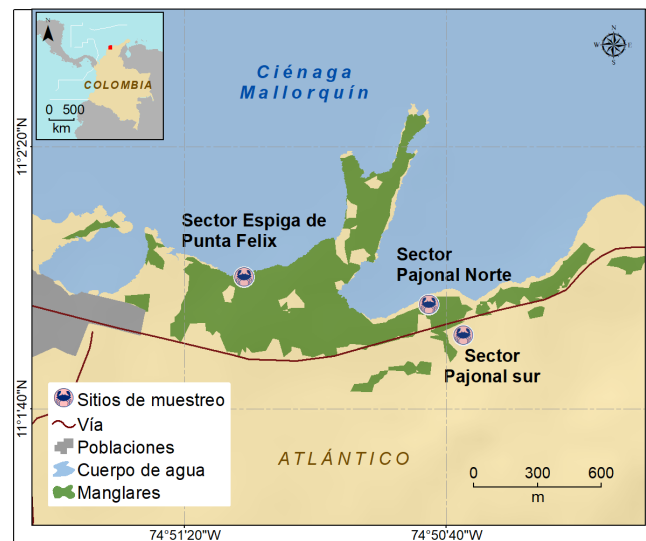 N
COLOMBIA
0 500
km
Ciénaga
Mallorquín
N
W E
S
11°2'20"N
Sector Espiga de
Punta Felix
Sector
Pajonal Norte
Sector
Pajonal sur
11°1'40"N
Sitios de muestreo
Vía
Poblaciones
Cuerpo de agua
Manglares
ATLÁNTICO
0 300 600
m
74°51'20"W 74°50'40"W